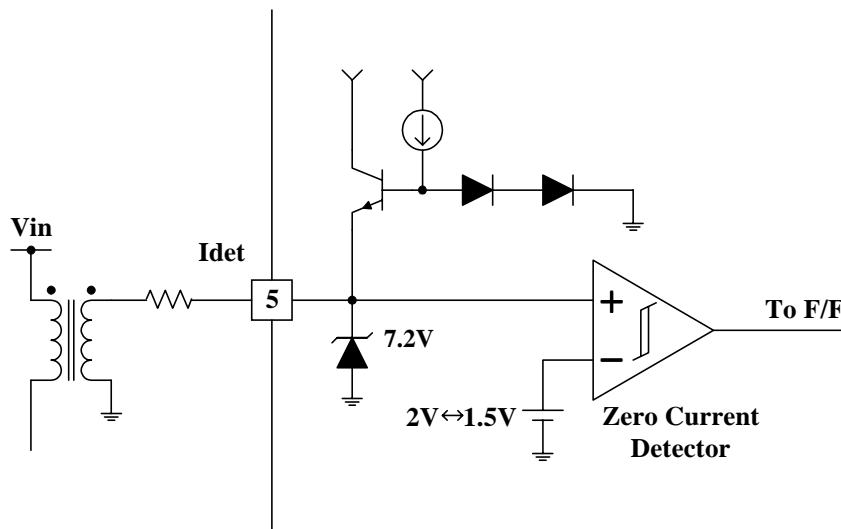 Vin
Idet
5
7.2V
+
−
2V↔1.5V
To F/F
Zero Current
Detector